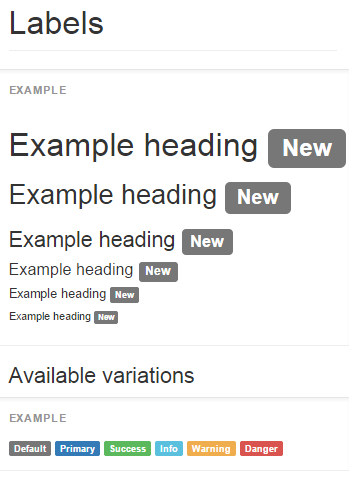 Labels
EXAMPLE
Example heading New
Example heading New
Example heading New
Example heading New
Example heading New
Example heading New
Available variations
EXAMPLE
Default Primary Success Info Warning Danger